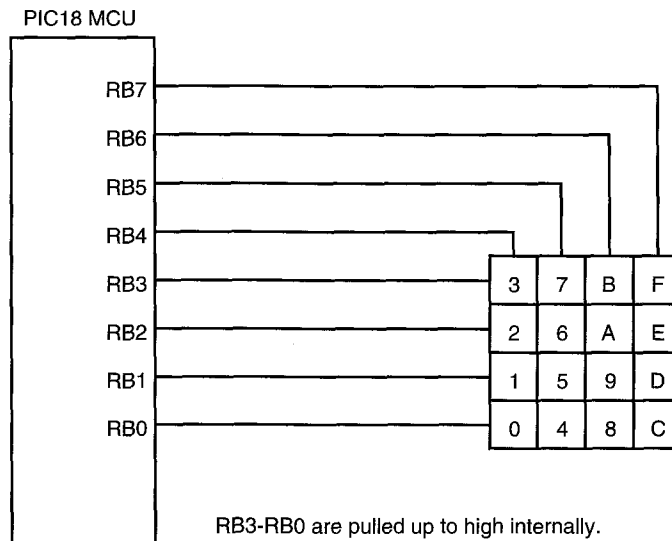 PIC18 MCU
RB7
RB6
RB5
RB4
RB3 3 7 B F
RB2 2 6 A E
RB1 1 5 9 D
RB0 0 4 8 C
RB3-RB0 are pulled up to high internally.